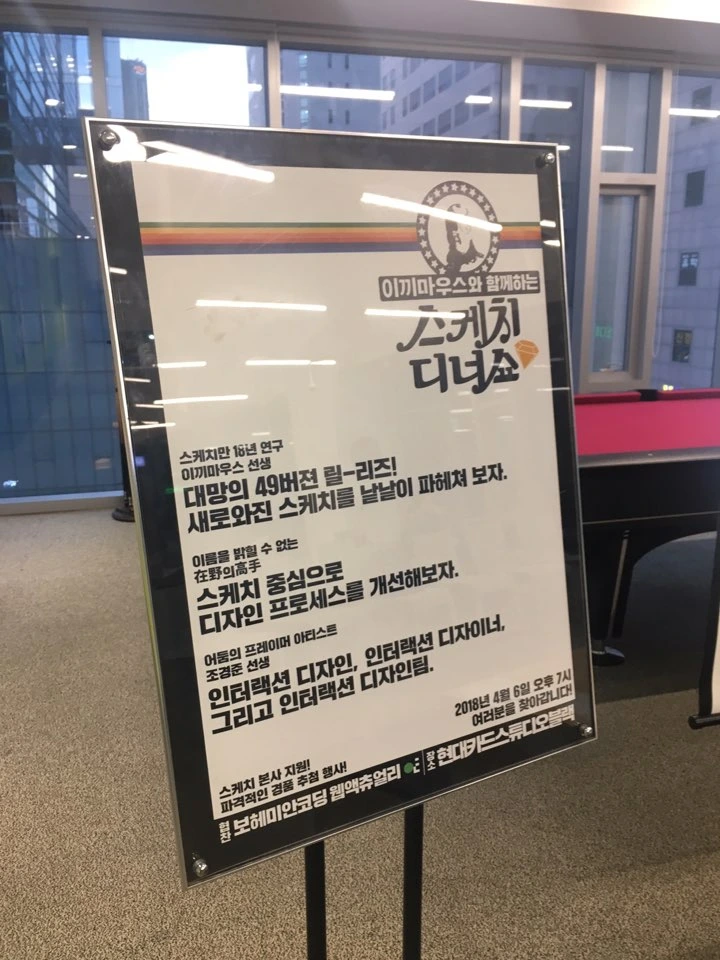 이끼마우스와 함께하는
스케치
디너쇼
스케치만 18년 연구
이끼마우스 선생
대망의 49버젼 릴-리즈!
새로와진 스케치를 낱낱이 파헤쳐 보자.
이름을 밝힐 수 없는
在野의高手
스케치 중심으로
디자인 프로세스를 개선해보자.
어둠의 프레이머 아티스트
조경준 선생
인터랙션 디자인, 인터랙션 디자이너,
그리고 인터랙션 디자인팀.
2018년 4월 6일 오후 7시
여러분을 찾아갑니다!
스케치 본사 지원!
파격적인 경품 추첨 행사!
협찬 보헤미안코딩 웹액츄얼리 장소 현대카드스튜디오블랙